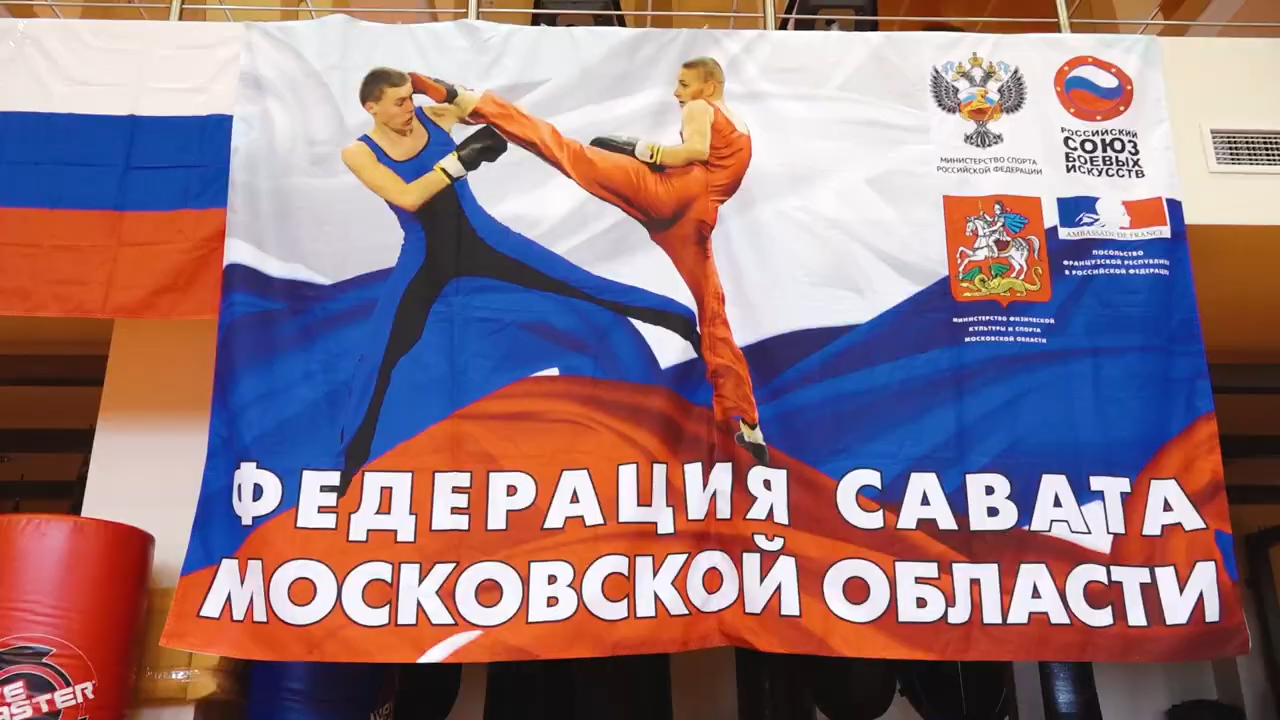 МИНИСТЕРСТВО СПОРТА
РОССИЙСКОЙ ФЕДЕРАЦИИ
РОССИЙСКИЙ
СОЮЗ
БОЕВЫХ
ИСКУССТВ
AMBASSADE DE FRANCE
ПОСОЛЬСТВО
ФРАНЦУЗСКОЙ РЕСПУБЛИКИ
В РОССИЙСКОЙ ФЕДЕРАЦИИ
МИНИСТЕРСТВО ФИЗИЧЕСКОЙ
КУЛЬТУРЫ И СПОРТА
МОСКОВСКОЙ ОБЛАСТИ
ФЕДЕРАЦИЯ САВАТА
МОСКОВСКОЙ ОБЛАСТИ